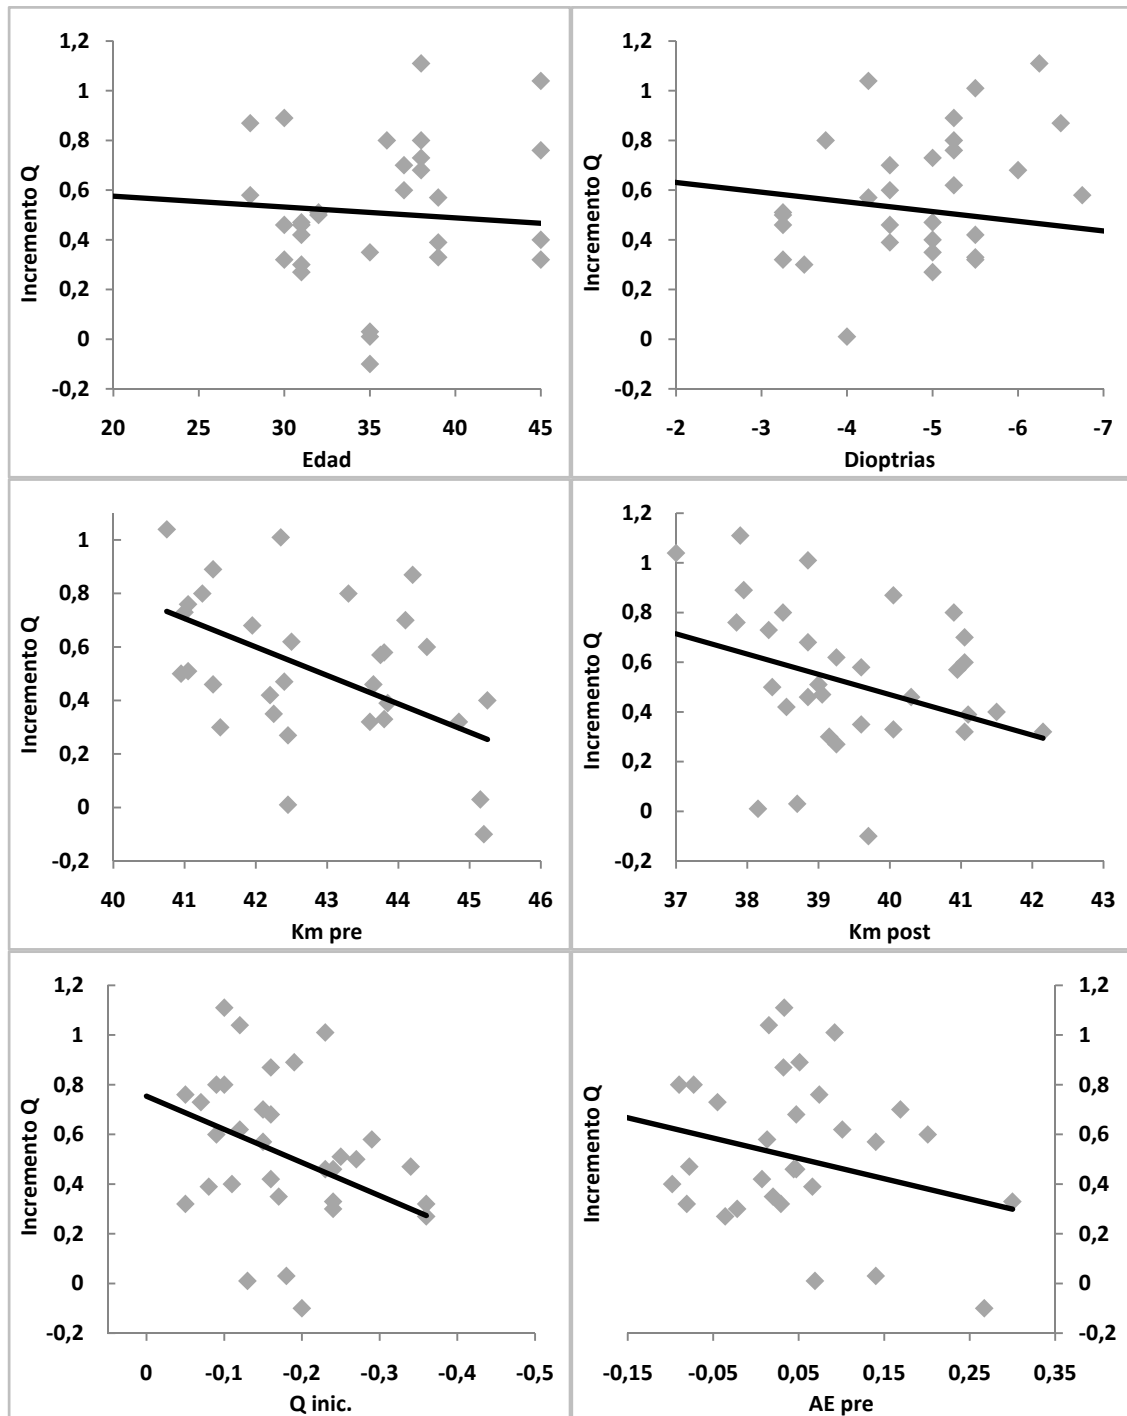 1,2
1
0,8
0,6
0,4
0,2
0
-0,2
Incremento Q
20 25 30 35 40 45
Edad
1,2
1
0,8
0,6
0,4
0,2
0
-0,2
Incremento Q
-2 -3 -4 -5 -6 -7
Dioptrias
1
0,8
0,6
0,4
0,2
0
-0,2
Incremento Q
40 41 42 43 44 45 46
Km pre
1,2
1
0,8
0,6
0,4
0,2
0
-0,2
Incremento Q
37 38 39 40 41 42 43
Km post
1,2
1
0,8
0,6
0,4
0,2
0
-0,2
Incremento Q
0 -0,1 -0,2 -0,3 -0,4 -0,5
Q inic.
Incremento Q
1,2
1
0,8
0,6
0,4
0,2
0
-0,2
-0,15 -0,05 0,05 0,15 0,25 0,35
AE pre